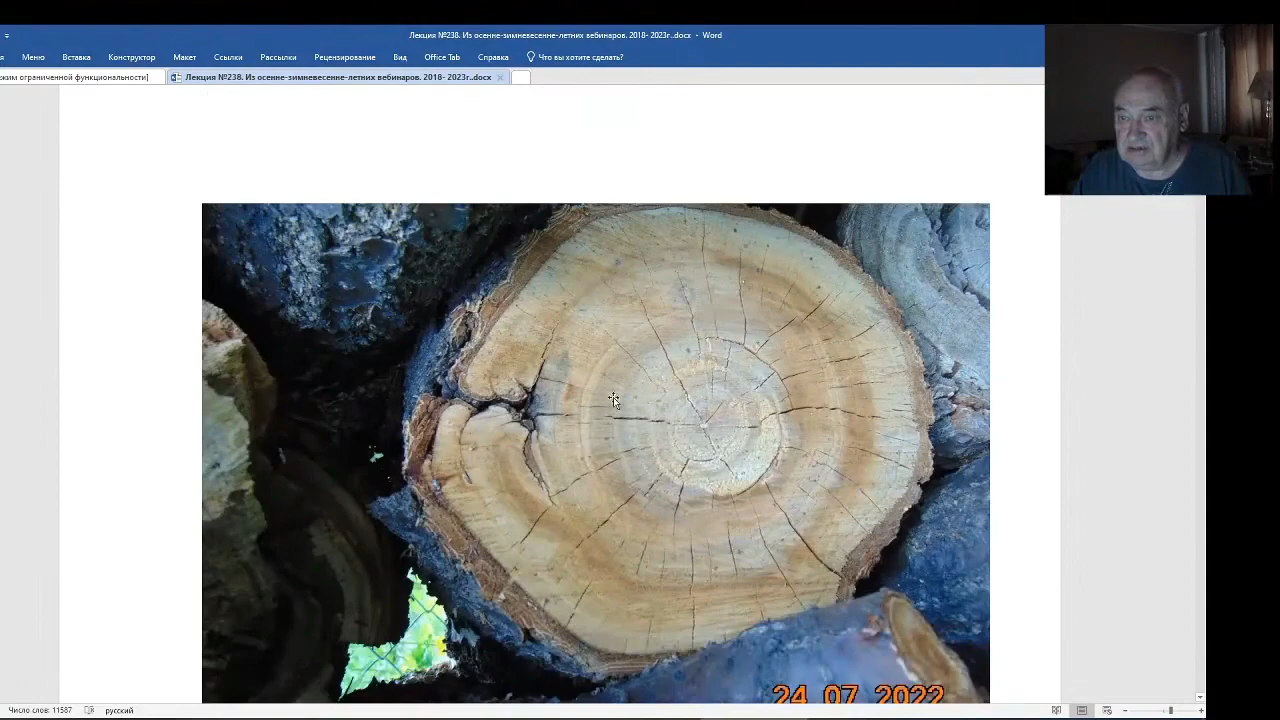 Лекция №238. Из осенне-зимневесенне-летних вебинаров. 2018- 2023г..docx - Word
я Меню Вставка Конструктор Макет Ссылки Рассылки Рецензирование Вид Office Tab Справка Что вы хотите сделать?
жим ограниченной функциональности] Лекция №238. Из осенне-зимневесенне-летних вебинаров. 2018- 2023г..docx
24 07 2022
Число слов: 11587 русский